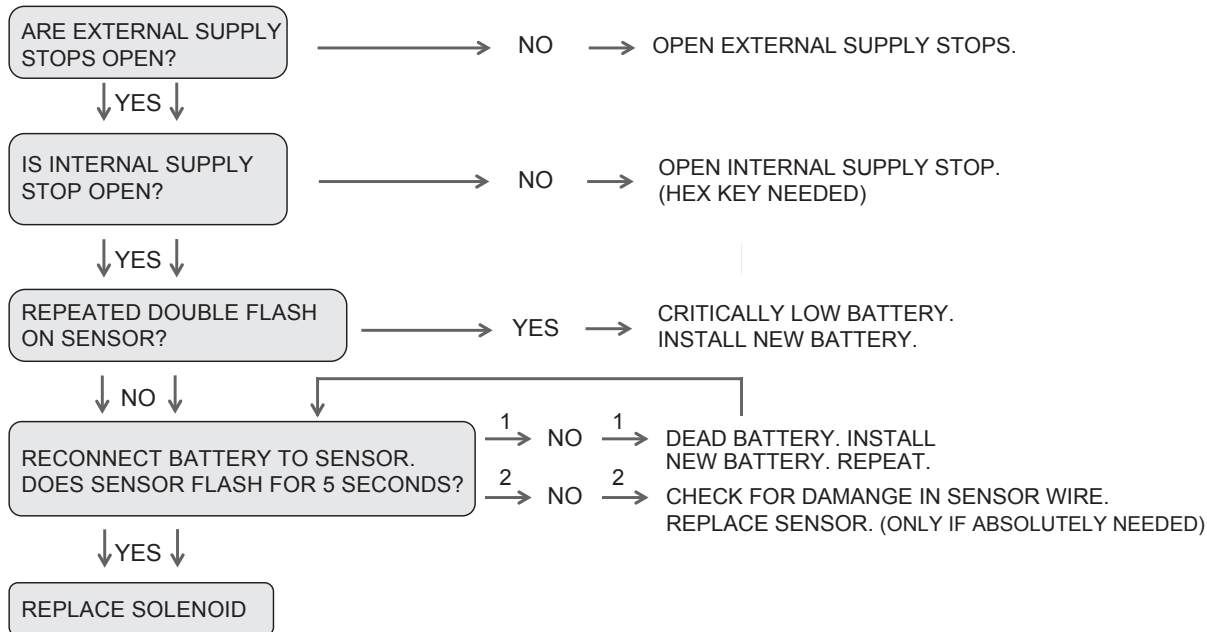 ARE EXTERNAL SUPPLY
STOPS OPEN?
NO
OPEN EXTERNAL SUPPLY STOPS.
YES
IS INTERNAL SUPPLY
STOP OPEN?
NO
OPEN INTERNAL SUPPLY STOP.
(HEX KEY NEEDED)
YES
REPEATED DOUBLE FLASH
ON SENSOR?
YES
CRITICALLY LOW BATTERY.
INSTALL NEW BATTERY.
NO
RECONNECT BATTERY TO SENSOR.
DOES SENSOR FLASH FOR 5 SECONDS?
1 NO 1
DEAD BATTERY. INSTALL
NEW BATTERY. REPEAT.
2 NO 2
CHECK FOR DAMANGE IN SENSOR WIRE.
REPLACE SENSOR. (ONLY IF ABSOLUTELY NEEDED)
YES
REPLACE SOLENOID